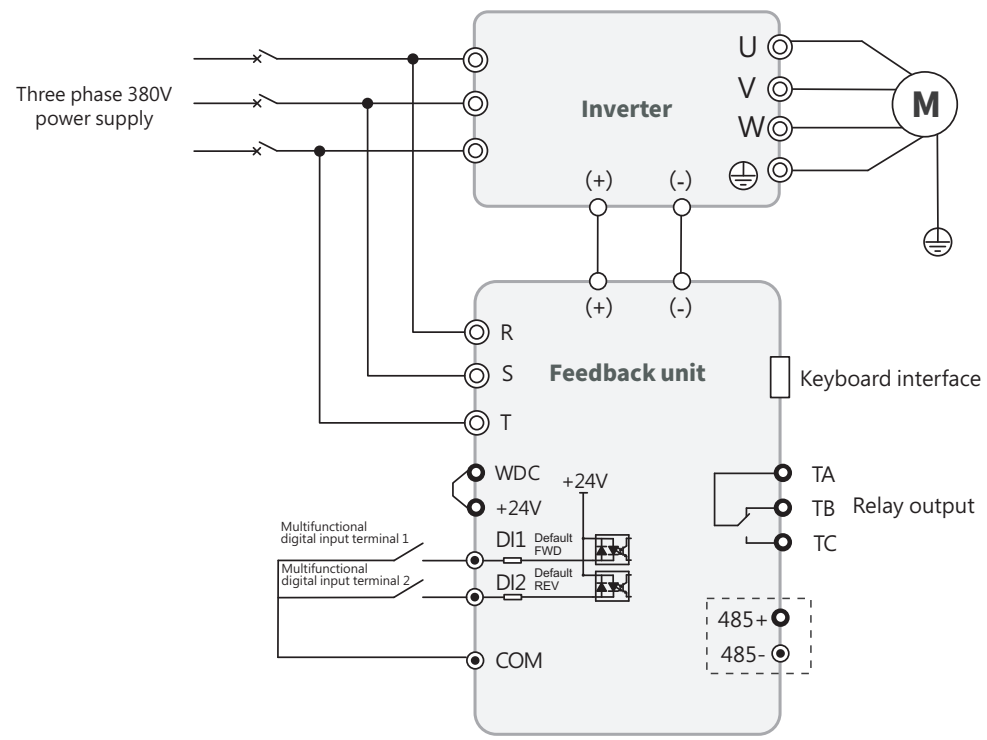 Three phase 380V
power supply
Inverter
U
V
W
M
(+)
(-)
(+)
(-)
R
S
T
Feedback unit
Keyboard interface
WDC
+24V
+24V
Multifunctional
digital input terminal 1
DI1
Default
FWD
Multifunctional
digital input terminal 2
DI2
Default
REV
COM
TA
TB
TC
Relay output
485+
485-